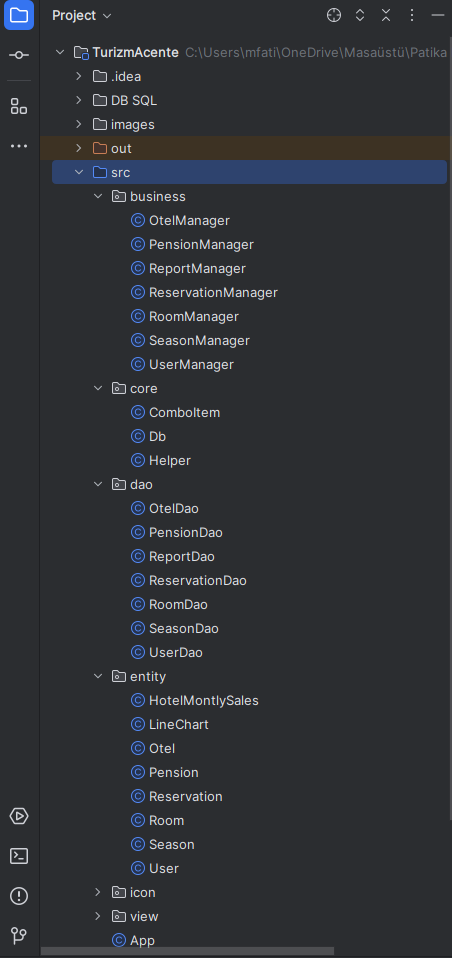 Project
TurizmAcente C:\Users\mfati\OneDrive\Masaüstü\Patika
.idea
DB SQL
images
out
src
business
OtelManager
PensionManager
ReportManager
ReservationManager
RoomManager
SeasonManager
UserManager
core
ComboItem
Db
Helper
dao
OtelDao
PensionDao
ReportDao
ReservationDao
RoomDao
SeasonDao
UserDao
entity
HotelMontlySales
LineChart
Otel
Pension
Reservation
Room
Season
User
icon
view
App